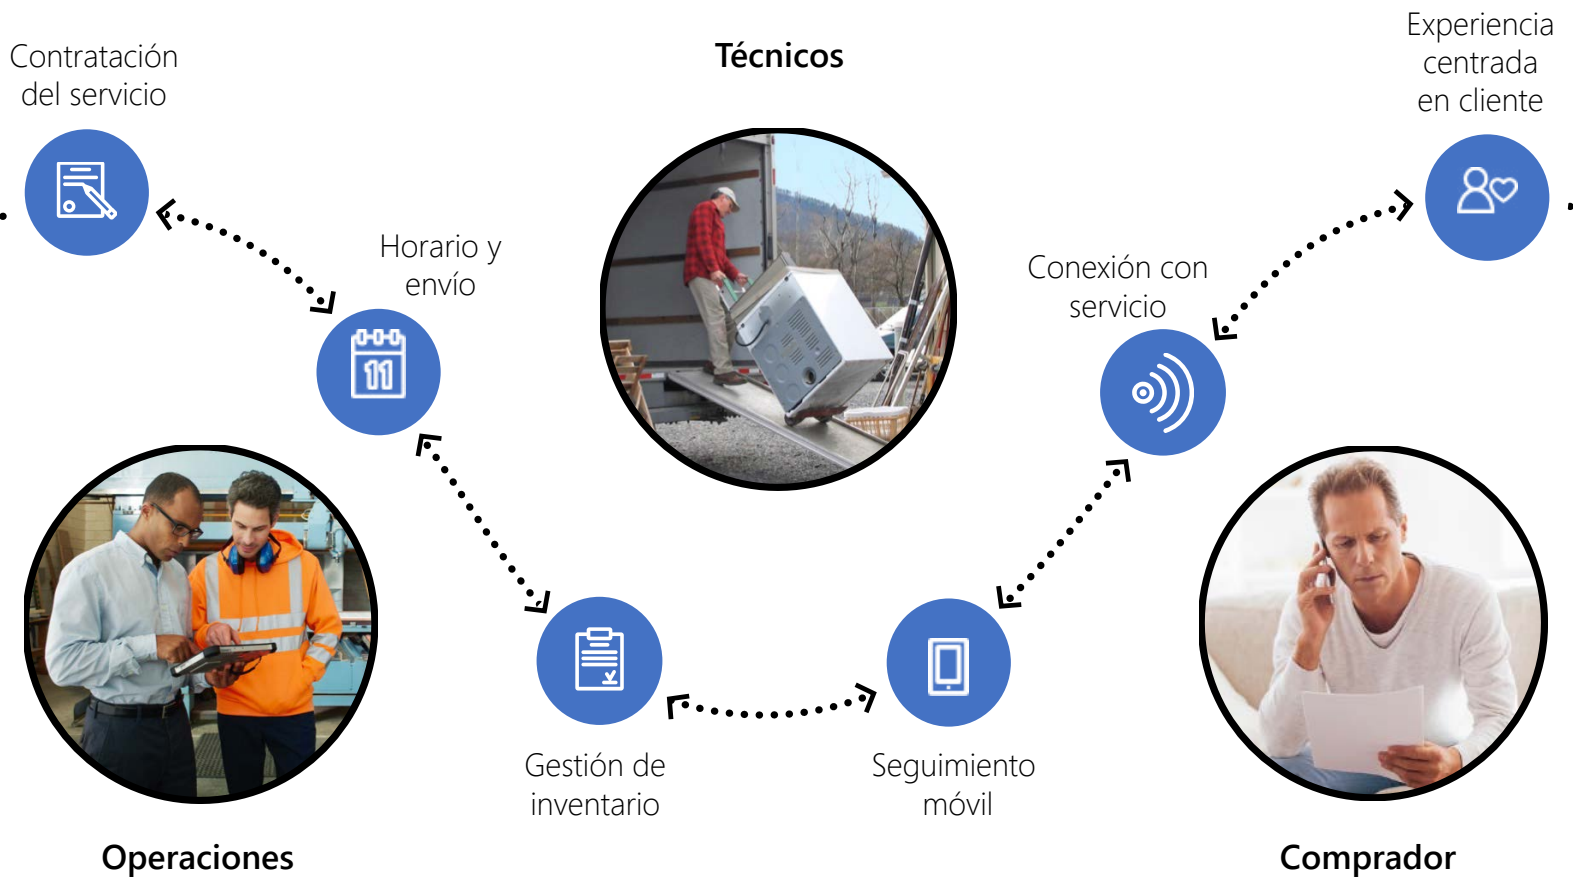 Contratación
del servicio
Técnicos
Experiencia
centrada
en cliente
Horario y
envío
11
Conexión con
servicio
Gestión de
inventario
Seguimiento
móvil
Operaciones
Comprador